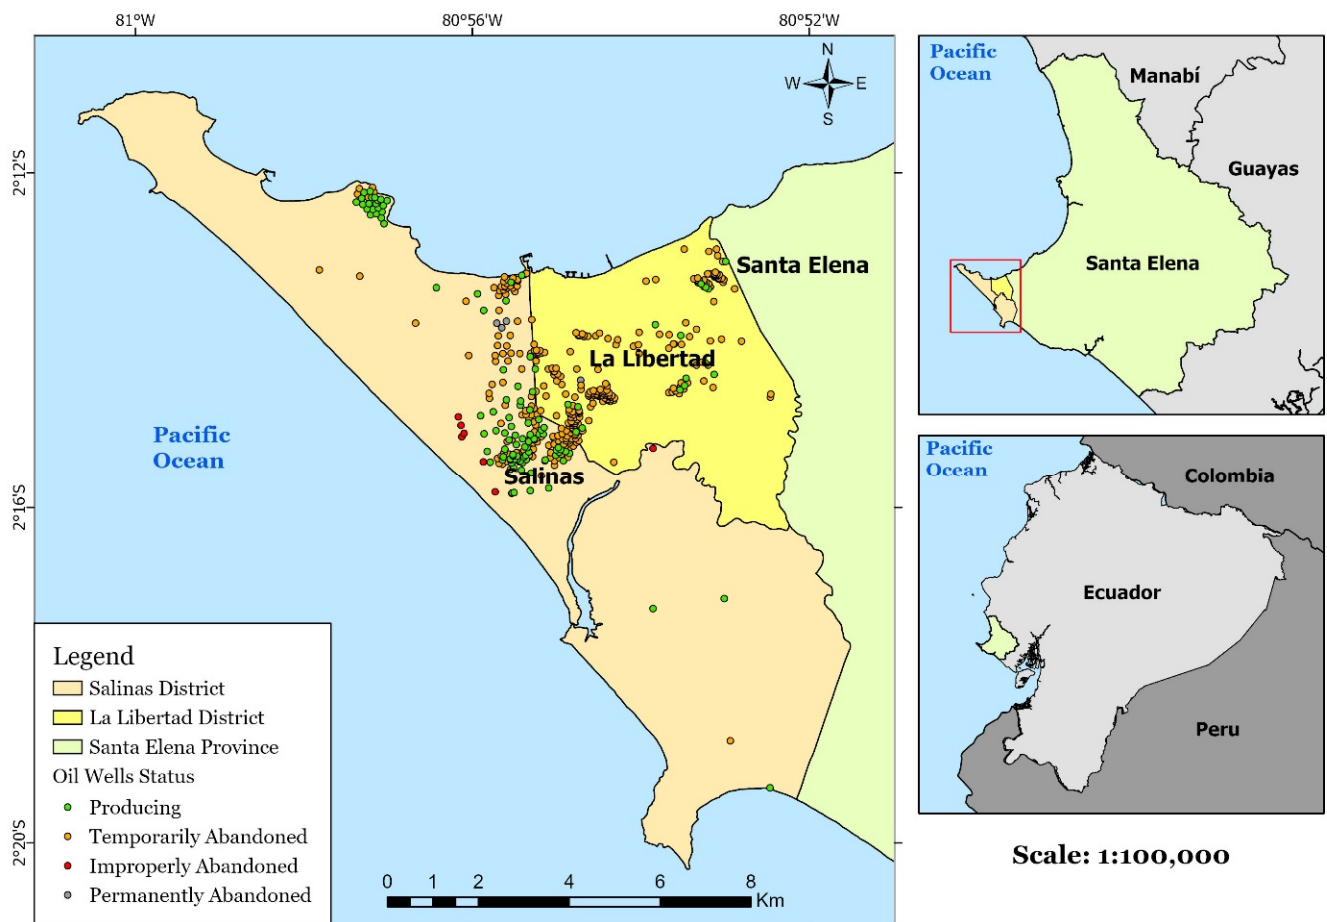 81°W
80°56'W
80°52'W
N
W
E
S
2°12'S
2°16'S
2°20'S
Santa Elena
La Libertad
Pacific
Ocean
Salinas
Legend
Salinas District
La Libertad District
Santa Elena Province
Oil Wells Status
Producing
Temporarily Abandoned
Improperly Abandoned
Permanently Abandoned
0 1 2 4 6 8
Km
Pacific
Ocean
Manabí
Guayas
Santa Elena
Pacific
Ocean
Colombia
Ecuador
Peru
Scale: 1:100,000